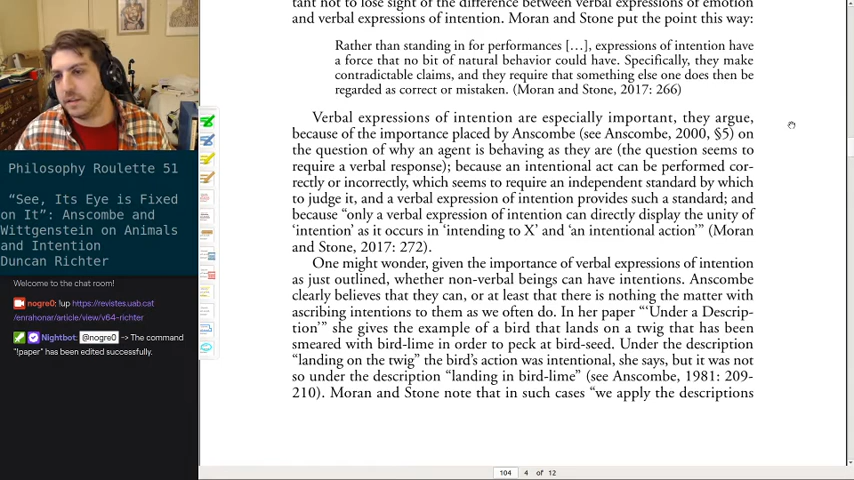 tant not to lose sight of the difference between verbal expressions of emotion
and verbal expressions of intention. Moran and Stone put the point this way:
Rather than standing in for performances […], expressions of intention have
a force that no bit of natural behavior could have. Specifically, they make
contradictable claims, and they require that something else one does then be
regarded as correct or mistaken. (Moran and Stone, 2017: 266)
Verbal expressions of intention are especially important, they argue,
because of the importance placed by Anscombe (see Anscombe, 2000, §5) on
the question of why an agent is behaving as they are (the question seems to
require a verbal response); because an intentional act can be performed cor-
rectly or incorrectly, which seems to require an independent standard by which
to judge it, and a verbal expression of intention provides such a standard; and
because “only a verbal expression of intention can directly display the unity of
‘intention’ as it occurs in ‘intending to X’ and ‘an intentional action’” (Moran
and Stone, 2017: 272).
One might wonder, given the importance of verbal expressions of intention
as just outlined, whether non-verbal beings can have intentions. Anscombe
clearly believes that they can, or at least that there is nothing the matter with
ascribing intentions to them as we often do. In her paper “‘Under a Descrip-
tion’” she gives the example of a bird that lands on a twig that has been
smeared with bird-lime in order to peck at bird-seed. Under the description
“landing on the twig” the bird’s action was intentional, she says, but it was not
so under the description “landing in bird-lime” (see Anscombe, 1981: 209-
210). Moran and Stone note that in such cases “we apply the descriptions
104 4 of 12
Philosophy Roulette 51
“See, Its Eye is Fixed
on It”: Anscombe and
Wittgenstein on Animals
and Intention
Duncan Richter
Welcome to the chat room!
nogre0: !up https://revistes.uab.cat
/enrahonar/article/view/v64-richter
Nightbot: @nogre0 -> The command
"!paper" has been edited successfully.